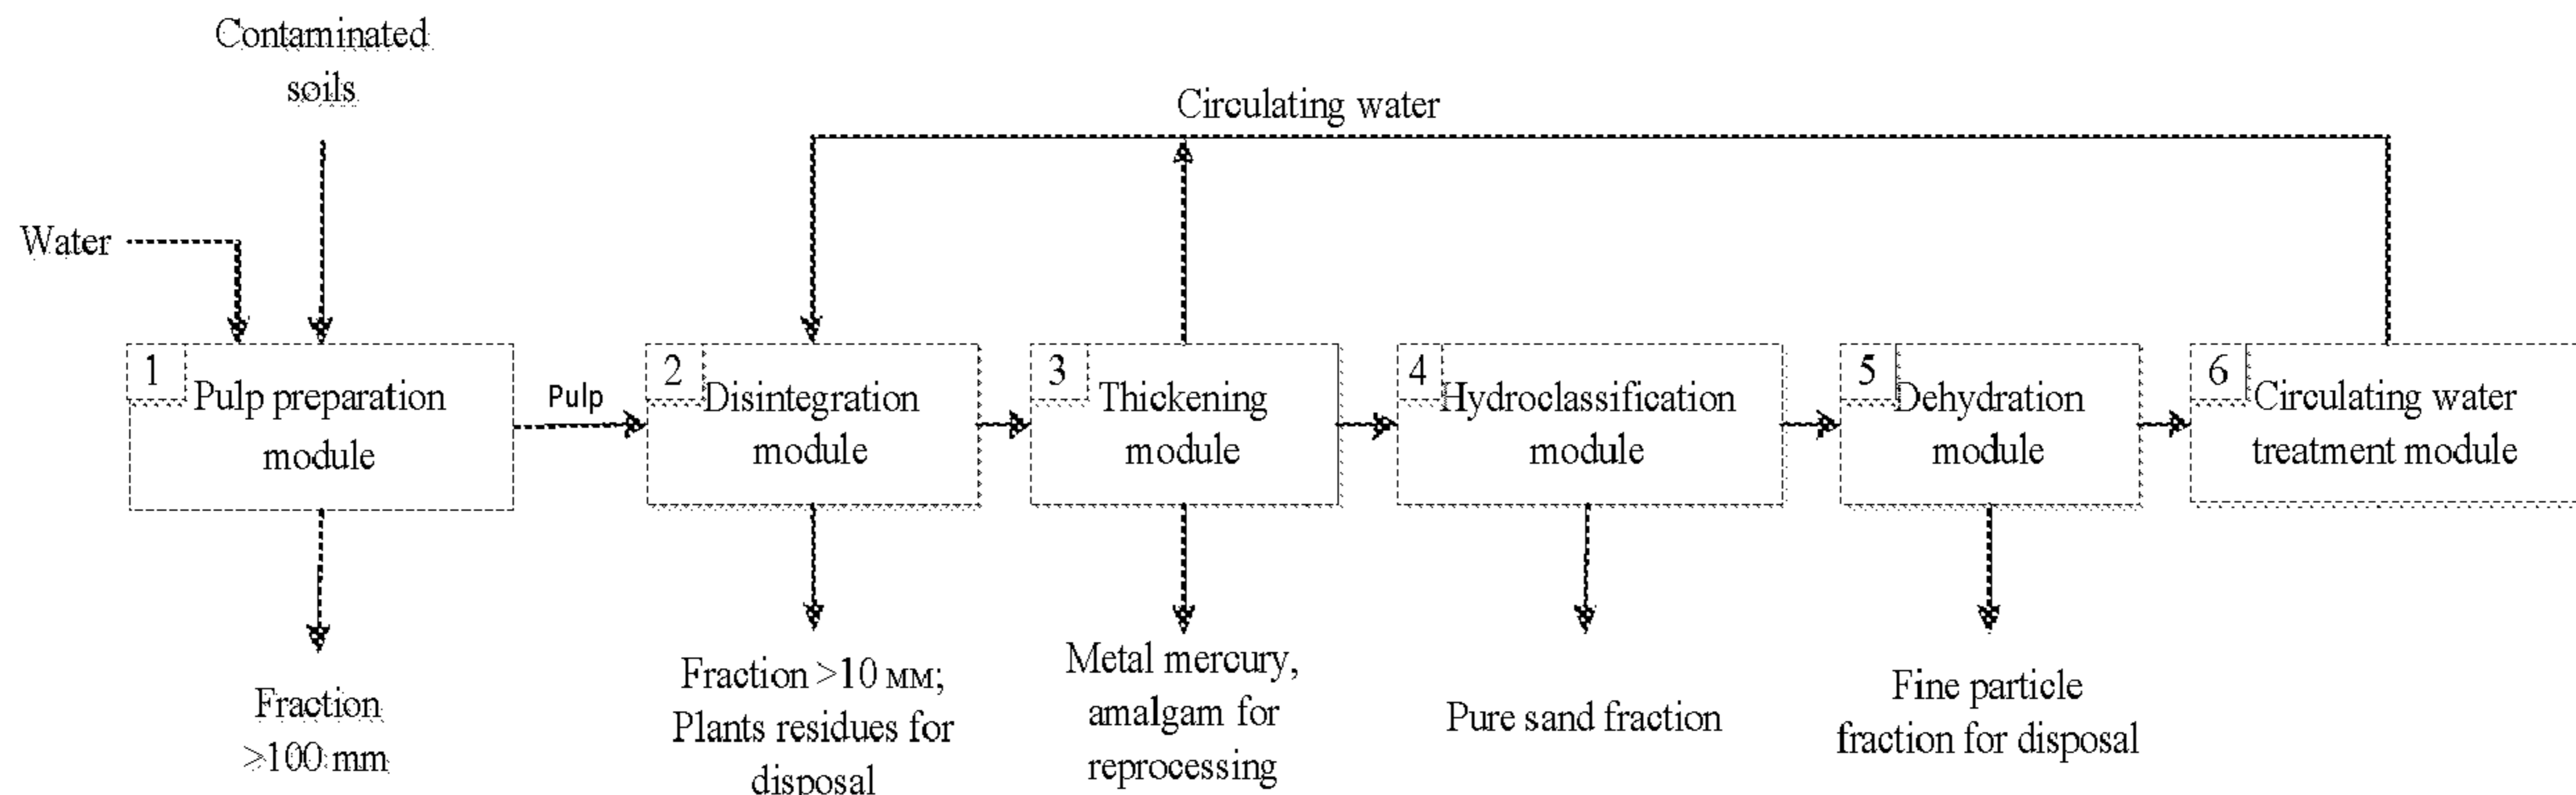 Contaminated
soils
Circulating water
Water
1
Pulp preparation
module
Pulp
2
Disintegration
module
3
Thickening
module
4
Hydroclassification
module
5
Dehydration
module
6
Circulating water
treatment module
Fraction
>100 mm
Fraction >10 мм;
Plants residues for
disposal
Metal mercury,
amalgam for
reprocessing
Pure sand fraction
Fine particle
fraction for disposal